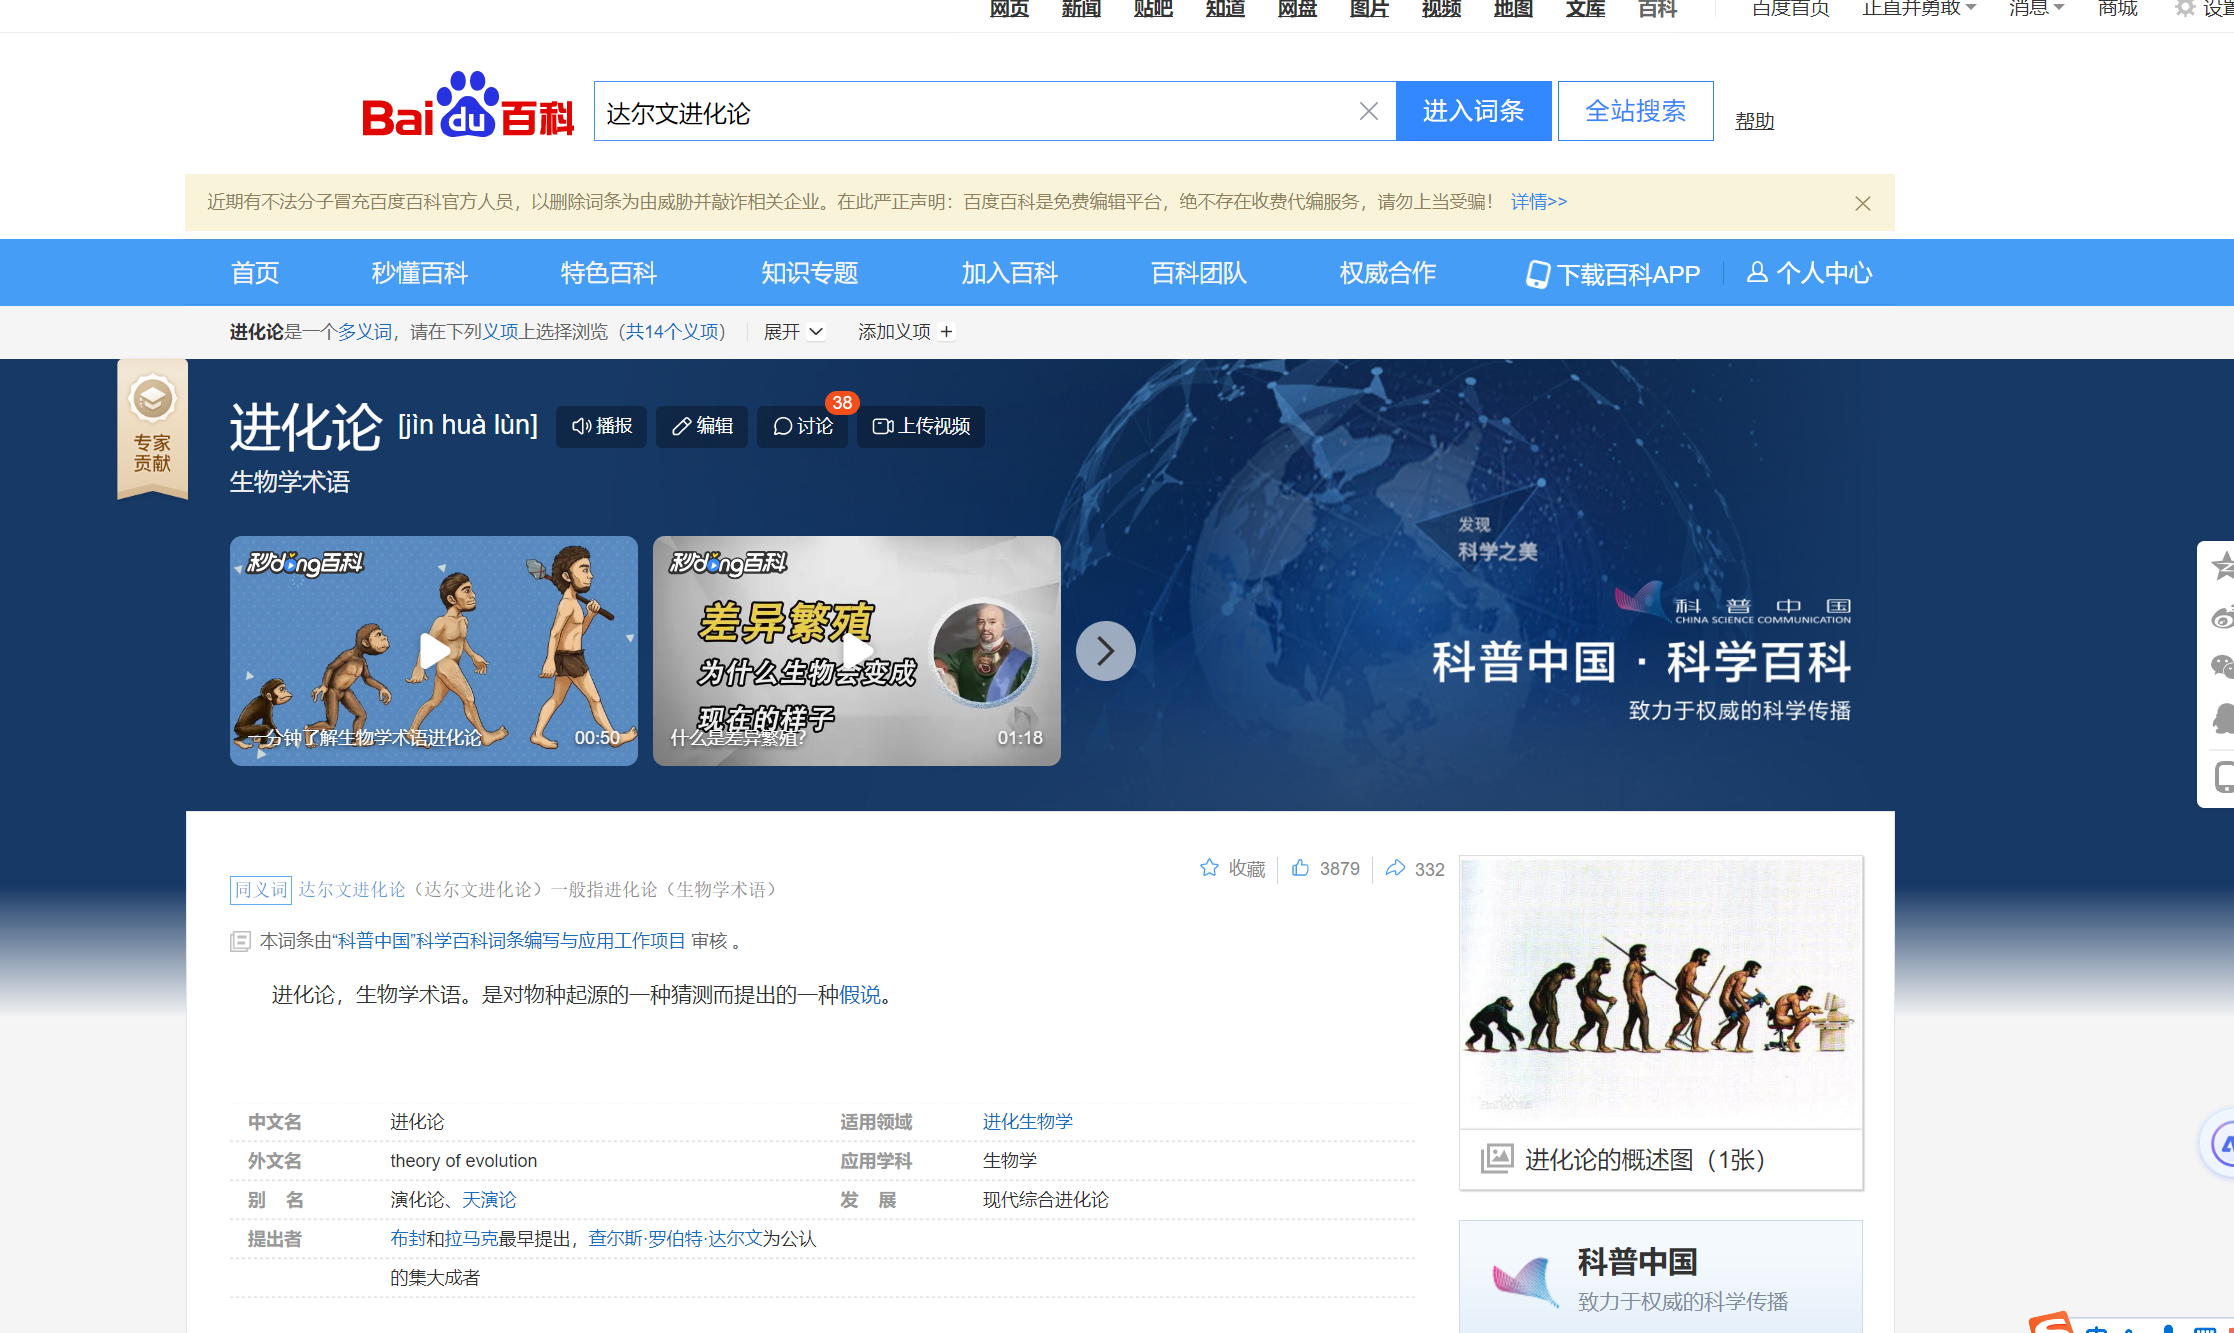 网页 新闻 贴吧 知道 网盘 图片 视频 地图 文库 百科 百度首页 正直并勇敢 消息 商城 设置
Bai du 百科 达尔文进化论 进入词条 全站搜索 帮助
近期有不法分子冒充百度百科官方人员，以删除词条为由威胁并敲诈相关企业。在此严正声明：百度百科是免费编辑平台，绝不存在收费代编服务，请勿上当受骗！ 详情>>
首页 秒懂百科 特色百科 知识专题 加入百科 百科团队 权威合作 下载百科APP 个人中心
进化论是一个多义词，请在下列义项上选择浏览（共14个义项） 展开 添加义项 +
专家
贡献
进化论 [jìn huà lùn] 播报 编辑 讨论 38 上传视频
生物学术语
秒dong百科
一分钟了解生物学术语进化论 00:50
秒dong百科
差异繁殖
为什么生物会变成
现在的样子
什么是差异繁殖? 01:18
发现
科学之美
科普中国
CHINA SCIENCE COMMUNICATION
科普中国·科学百科
致力于权威的科学传播
收藏 3879 332
同义词 达尔文进化论（达尔文进化论）一般指进化论（生物学术语）
本词条由“科普中国”科学百科词条编写与应用工作项目 审核 。
进化论，生物学术语。是对物种起源的一种猜测而提出的一种假说。
中文名 进化论 适用领域 进化生物学
外文名 theory of evolution 应用学科 生物学
别 名 演化论、天演论 发 展 现代综合进化论
提出者 布封和拉马克最早提出，查尔斯·罗伯特·达尔文为公认
的集大成者
Bai百科
进化论的概述图（1张）
科普中国
致力于权威的科学传播
中